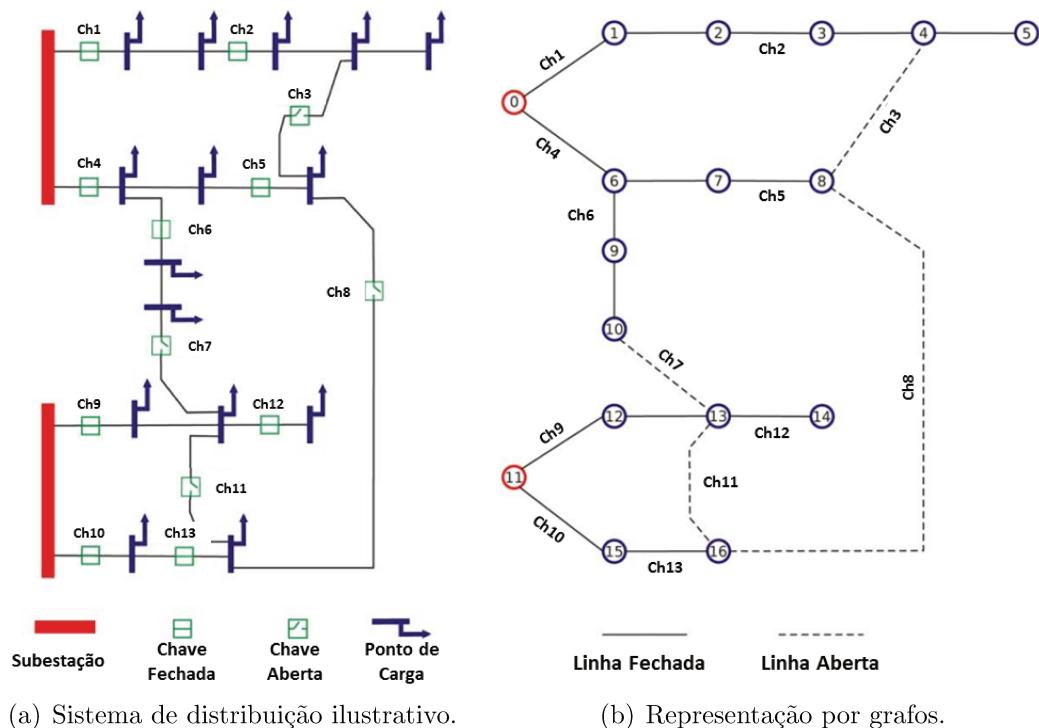 Ch1
Ch2
Ch3
Ch4
Ch5
Ch6
Ch8
Ch7
Ch9
Ch12
Ch11
Ch10
Ch13
Subestação
Chave Fechada
Chave Aberta
Ponto de Carga
(a) Sistema de distribuição ilustrativo.
1
2
3
4
5
Ch1
Ch2
0
Ch3
Ch4
6
7
8
Ch5
Ch6
9
10
Ch7
Ch8
12
13
14
Ch9
Ch12
11
Ch11
Ch10
15
16
Ch13
Linha Fechada
Linha Aberta
(b) Representação por grafos.